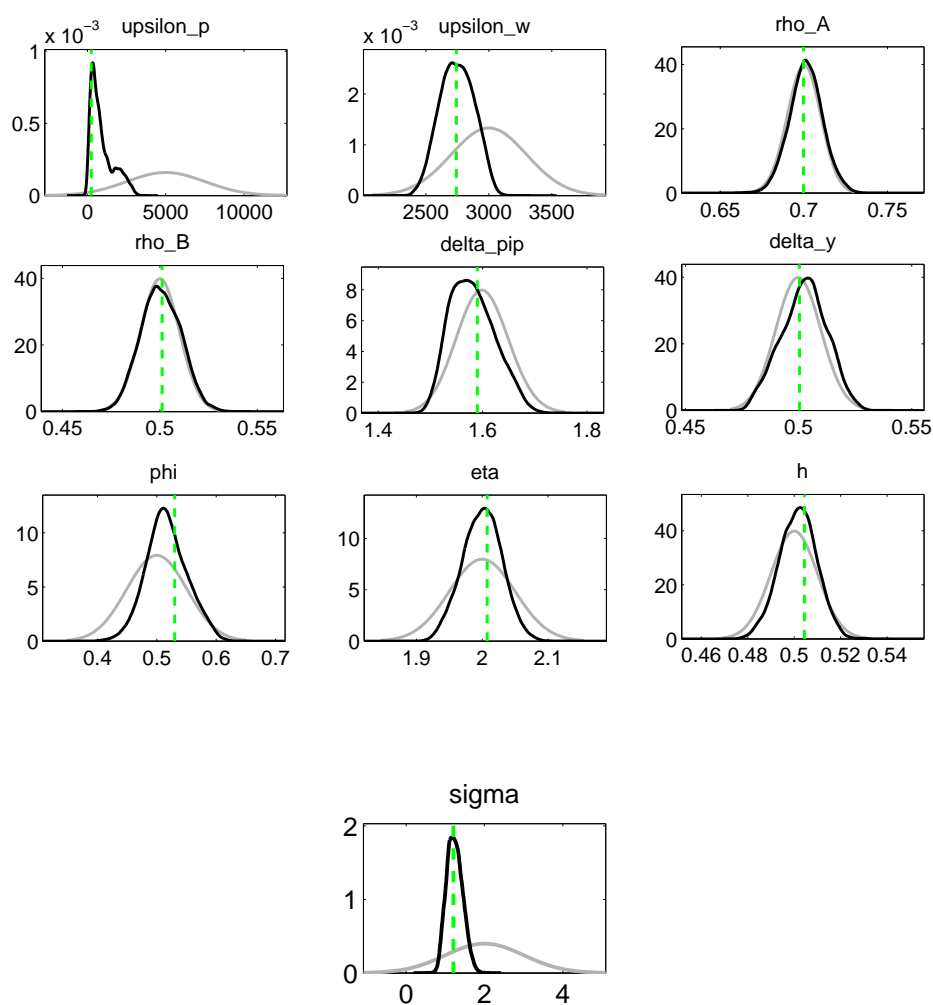 upsilon_p
x 10⁻³
1
0.5
0
0 5000 10000
upsilon_w
x 10⁻³
2
1
0
2500 3000 3500
rho_A
40
20
0
0.65 0.7 0.75
rho_B
40
20
0
0.45 0.5 0.55
delta_pip
8
6
4
2
0
1.4 1.6 1.8
delta_y
40
20
0
0.45 0.5 0.55
phi
10
5
0
0.4 0.5 0.6 0.7
eta
10
5
0
1.9 2 2.1
h
40
20
0
0.46 0.48 0.5 0.52 0.54
sigma
2
1
0
0 2 4